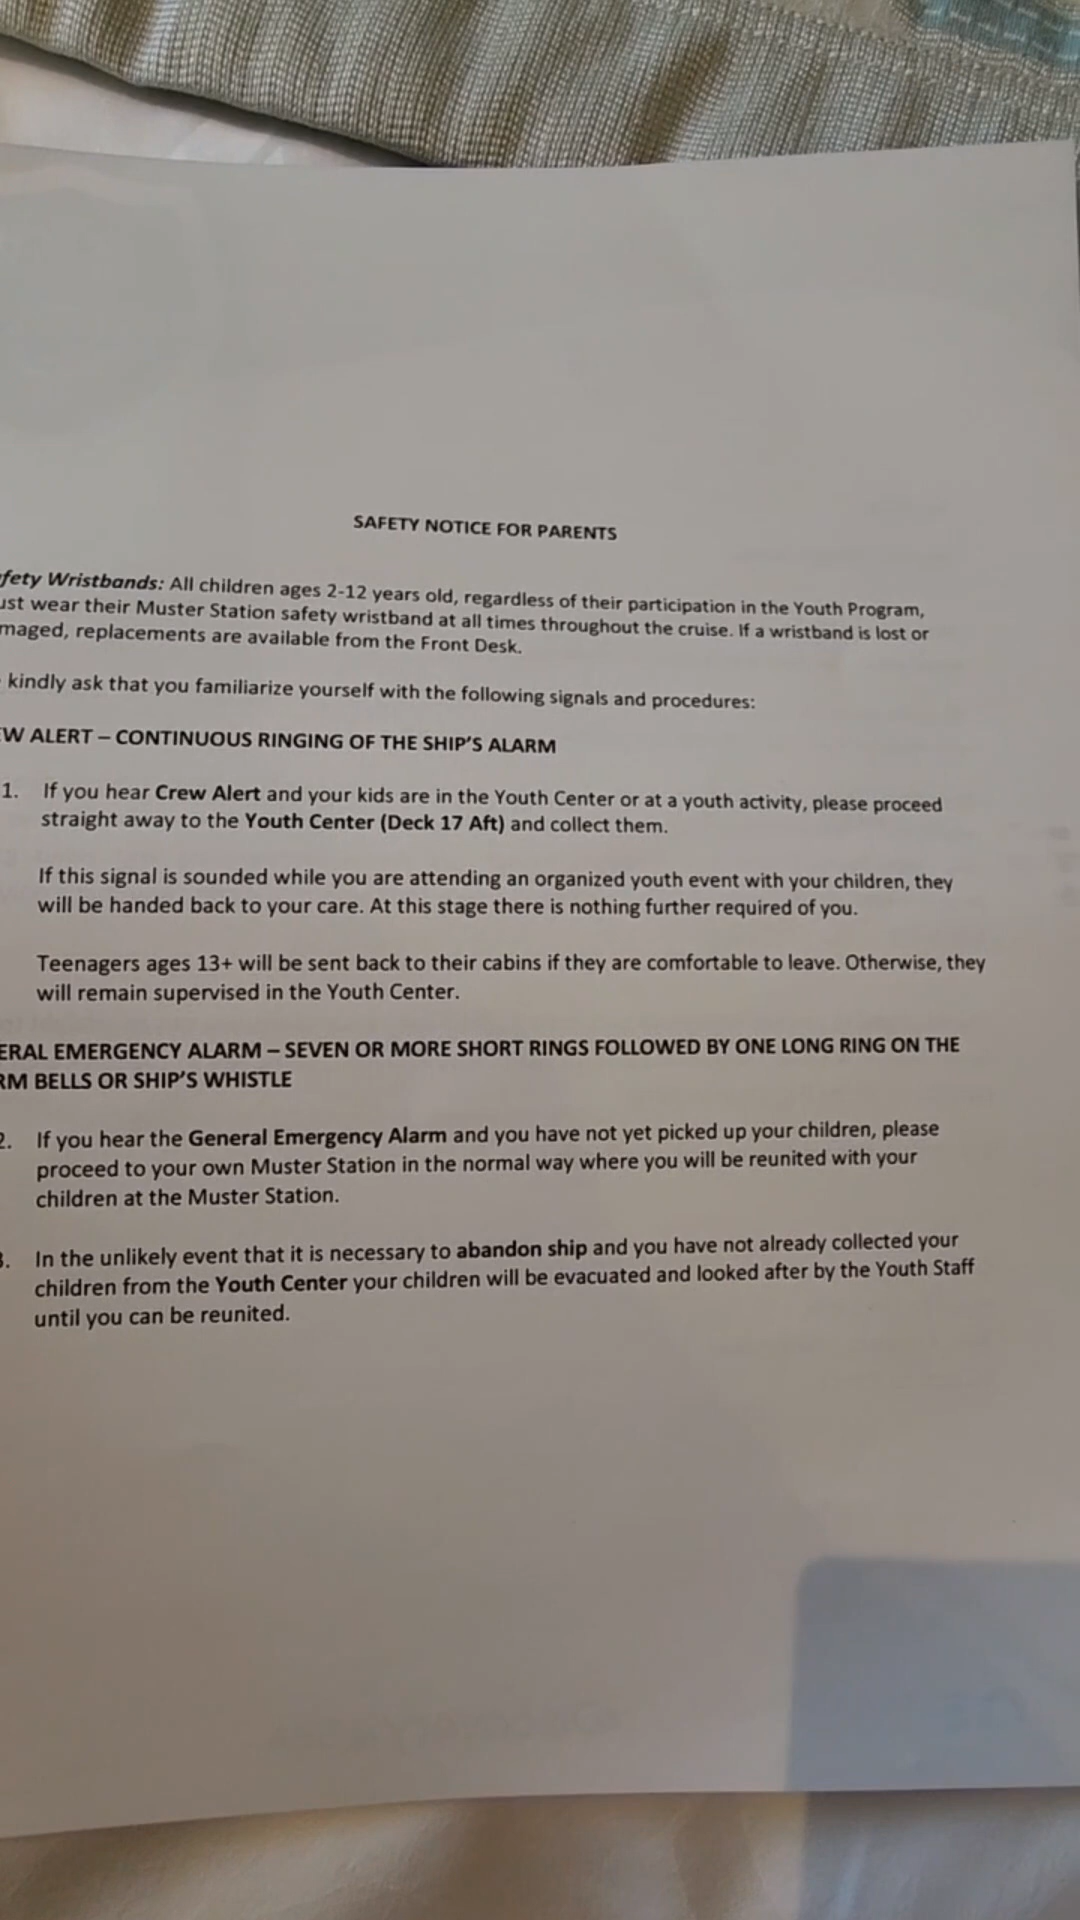 SAFETY NOTICE FOR PARENTS
fety Wristbands: All children ages 2-12 years old, regardless of their participation in the Youth Program,
ust wear their Muster Station safety wristband at all times throughout the cruise. If a wristband is lost or
maged, replacements are available from the Front Desk.
kindly ask that you familiarize yourself with the following signals and procedures:
EW ALERT – CONTINUOUS RINGING OF THE SHIP'S ALARM
1. If you hear Crew Alert and your kids are in the Youth Center or at a youth activity, please proceed
straight away to the Youth Center (Deck 17 Aft) and collect them.
If this signal is sounded while you are attending an organized youth event with your children, they
will be handed back to your care. At this stage there is nothing further required of you.
Teenagers ages 13+ will be sent back to their cabins if they are comfortable to leave. Otherwise, they
will remain supervised in the Youth Center.
ERAL EMERGENCY ALARM – SEVEN OR MORE SHORT RINGS FOLLOWED BY ONE LONG RING ON THE
RM BELLS OR SHIP'S WHISTLE
2. If you hear the General Emergency Alarm and you have not yet picked up your children, please
proceed to your own Muster Station in the normal way where you will be reunited with your
children at the Muster Station.
3. In the unlikely event that it is necessary to abandon ship and you have not already collected your
children from the Youth Center your children will be evacuated and looked after by the Youth Staff
until you can be reunited.